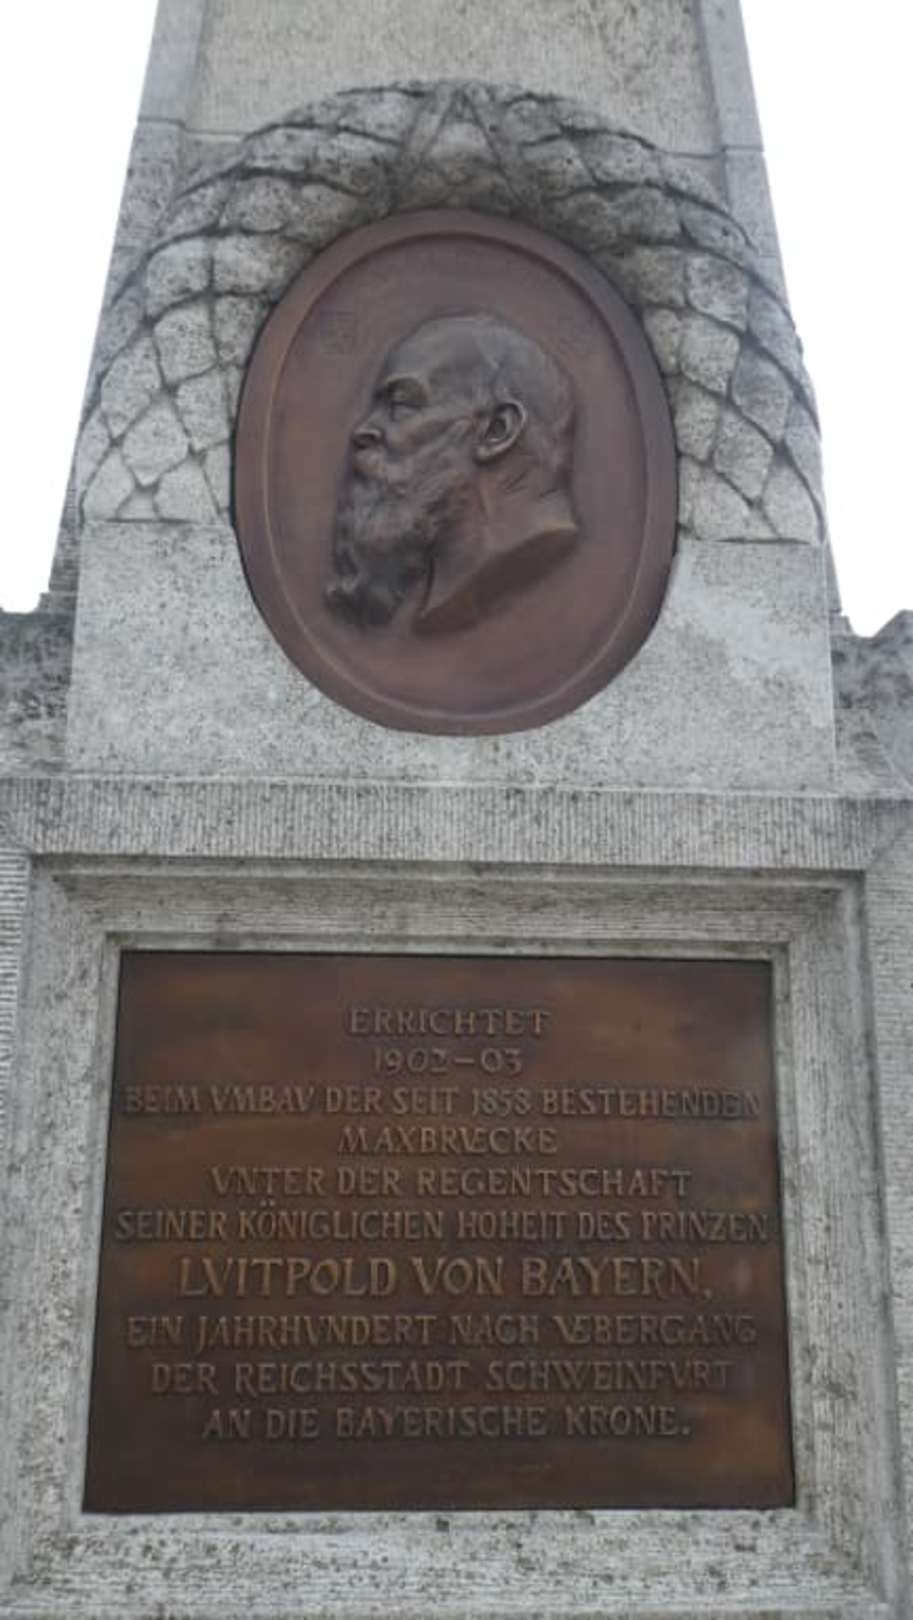 ERRICHTET
1902-03
BEIM VMBAV DER SEIT 1858 BESTEHENDEN
MAXBRVECKE
VNTER DER REGENTSCHAFT
SEINER KÖNIGLICHEN HOHEIT DES PRINZEN
LVITPOLD VON BAYERN,
EIN JAHRHVNDERT NACH VEBERGANG
DER REICHSSTADT SCHWEINFVRT
AN DIE BAYERISCHE KRONE.